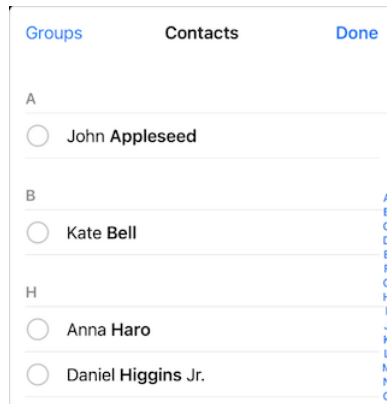 Groups Contacts Done
A
John Appleseed
B
Kate Bell
H
Anna Haro
Daniel Higgins Jr.